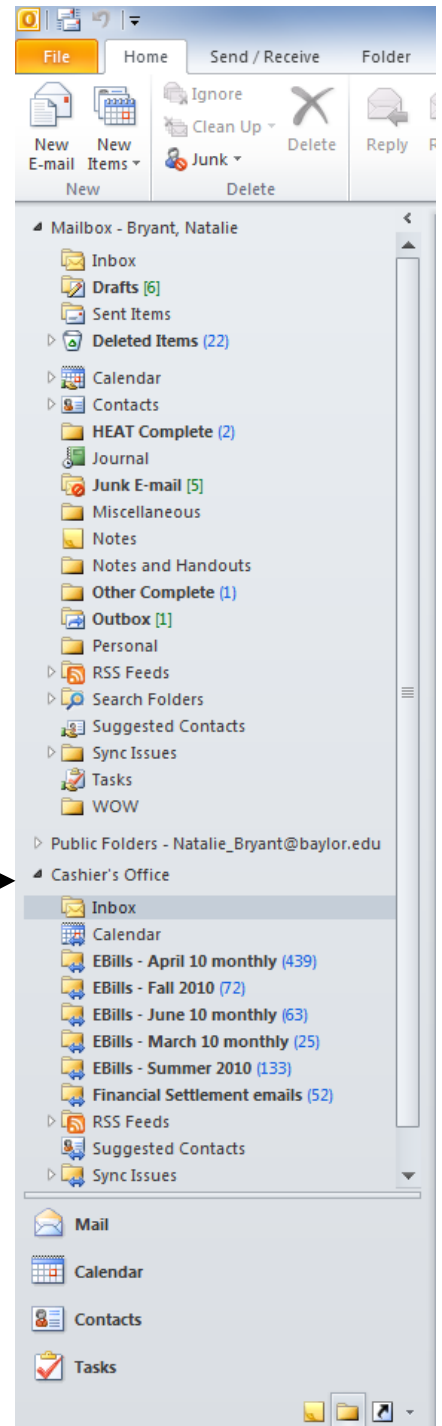 File Home Send / Receive Folder
Ignore
Clean Up
Junk
New E-mail
New Items
Delete
Reply
R
New Delete
Mailbox - Bryant, Natalie
Inbox
Drafts [6]
Sent Items
Deleted Items (22)
Calendar
Contacts
HEAT Complete (2)
Journal
Junk E-mail [5]
Miscellaneous
Notes
Notes and Handouts
Other Complete (1)
Outbox [1]
Personal
RSS Feeds
Search Folders
Suggested Contacts
Sync Issues
Tasks
WOW
Public Folders - Natalie_Bryant@baylor.edu
Cashier's Office
Inbox
Calendar
EBills - April 10 monthly (439)
EBills - Fall 2010 (72)
EBills - June 10 monthly (63)
EBills - March 10 monthly (25)
EBills - Summer 2010 (133)
Financial Settlement emails (52)
RSS Feeds
Suggested Contacts
Sync Issues
Mail
Calendar
Contacts
Tasks